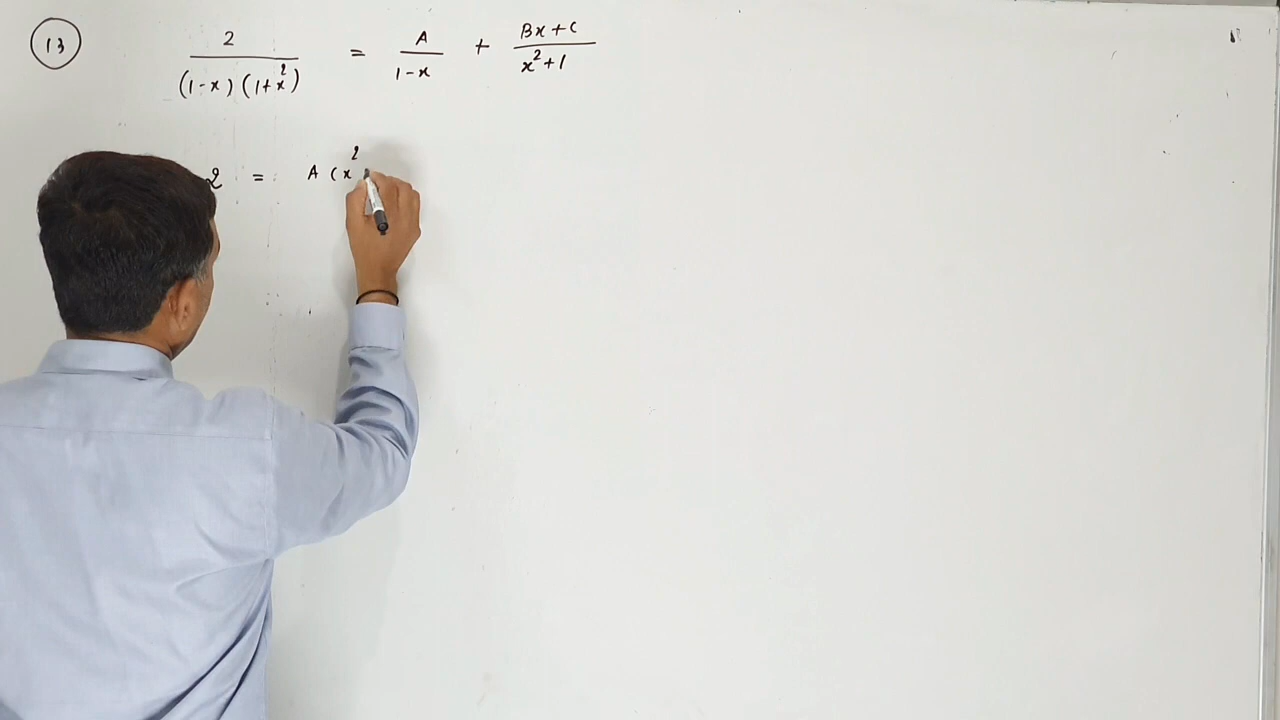 13
2/((1-x)(1+x²)) = A/(1-x) + (Bx+C)/(x²+1)
2 = A(x²